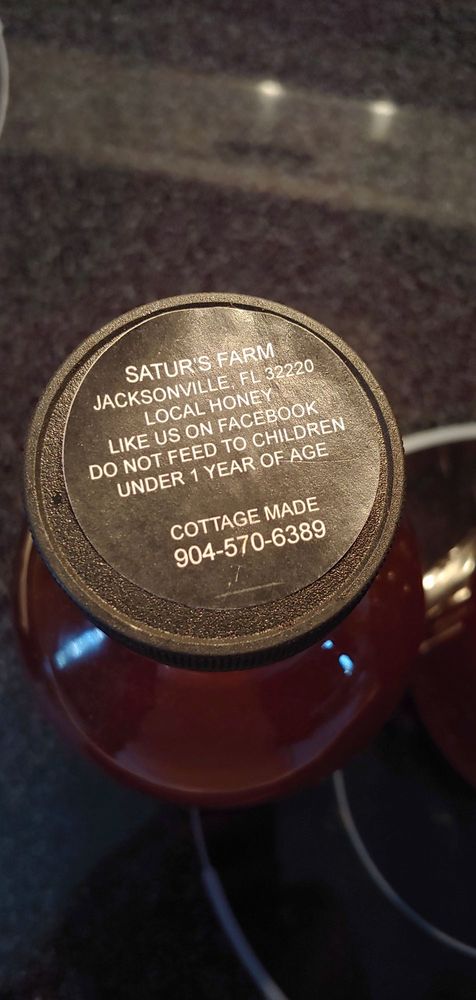 SATUR'S FARM
JACKSONVILLE, FL 32220
LOCAL HONEY
LIKE US ON FACEBOOK
DO NOT FEED TO CHILDREN
UNDER 1 YEAR OF AGE
COTTAGE MADE
904-570-6389